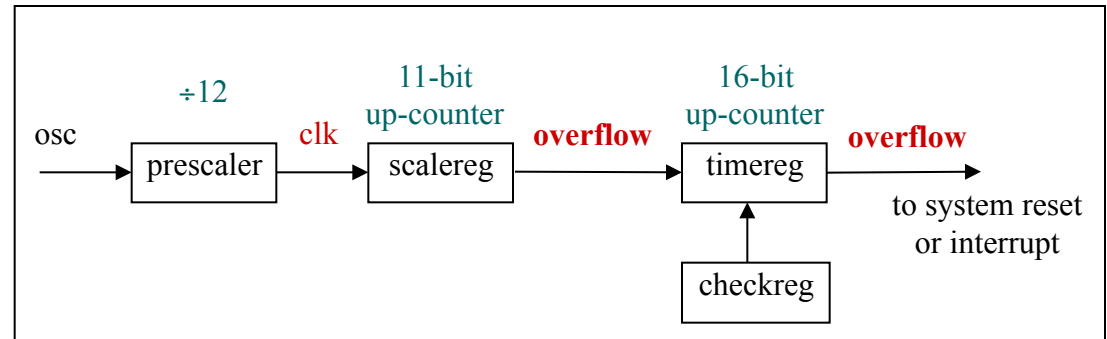 osc
÷12
prescaler
clk
11-bit
up-counter
scalereg
overflow
16-bit
up-counter
timereg
overflow
to system reset
or interrupt
checkreg